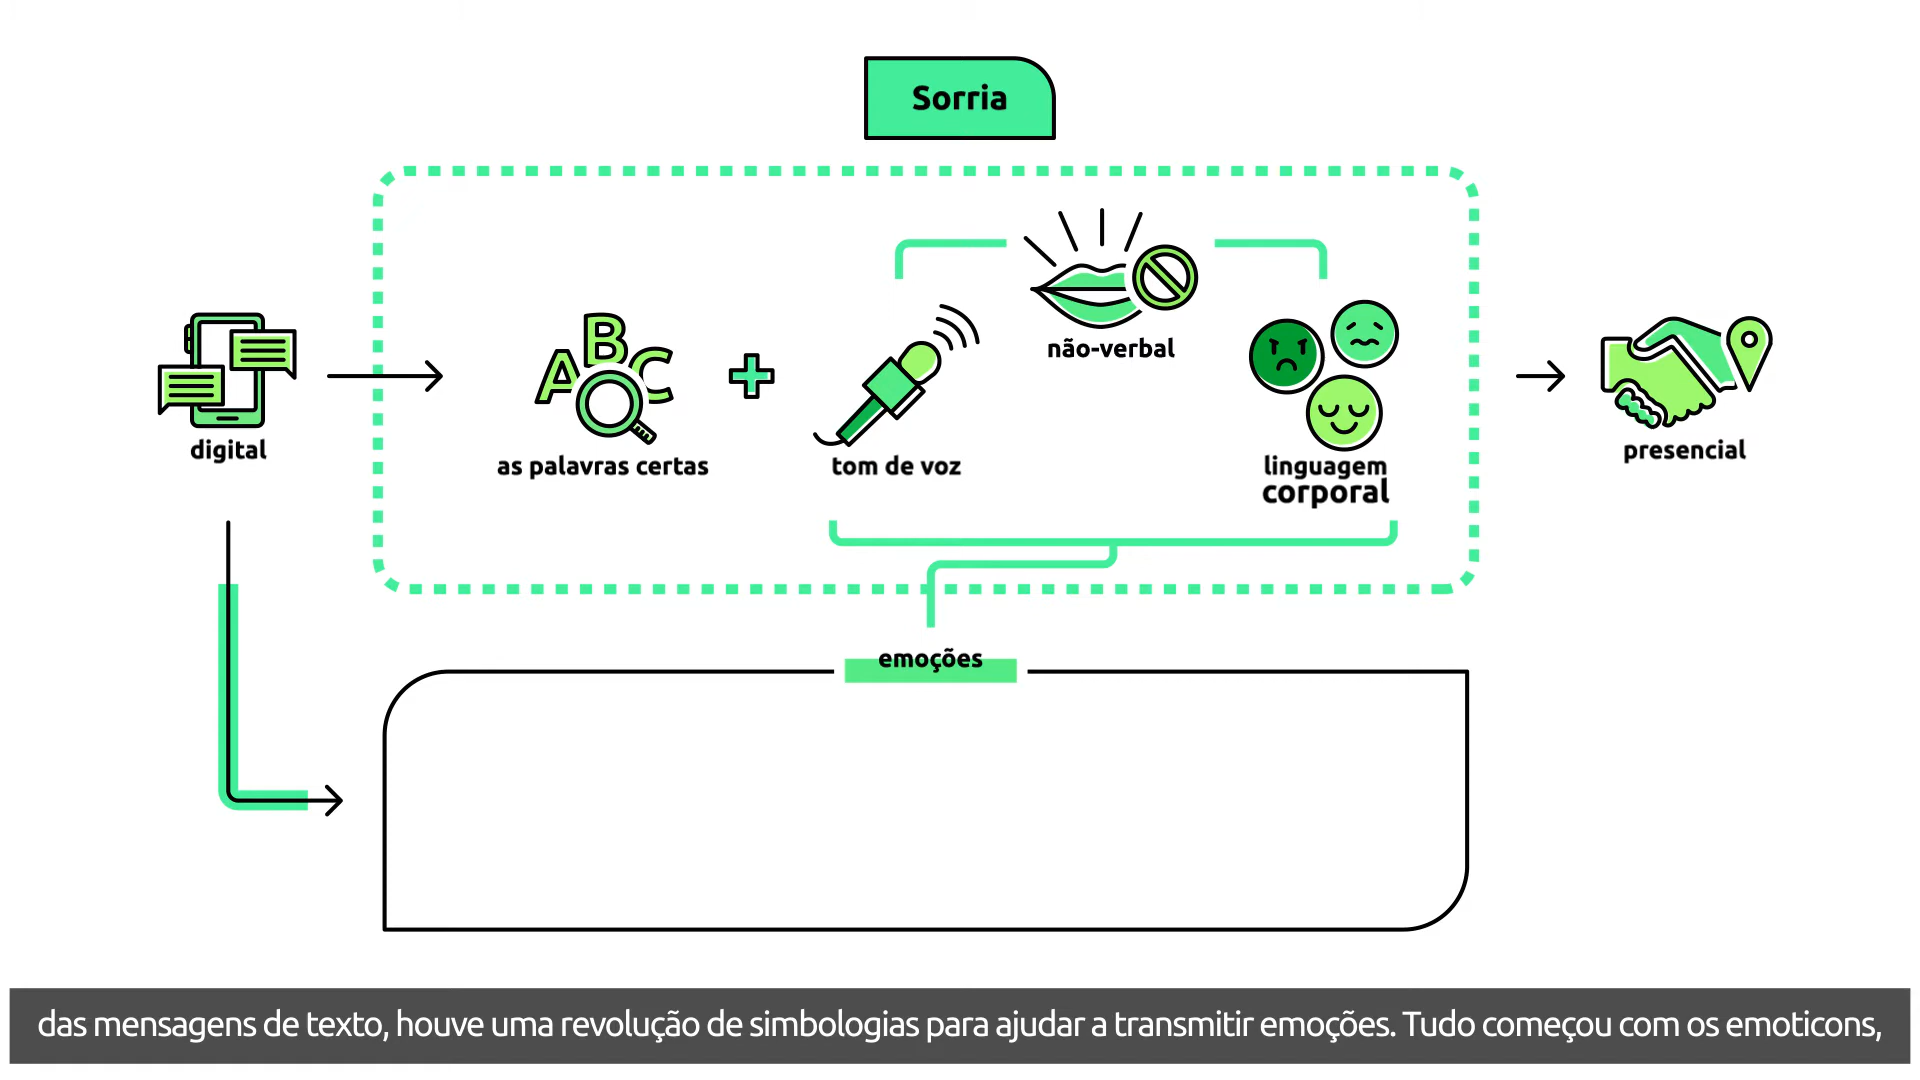 Sorria
não-verbal
digital
as palavras certas
tom de voz
linguagem
corporal
presencial
emoções
das mensagens de texto, houve uma revolução de simbologias para ajudar a transmitir emoções. Tudo começou com os emoticons,